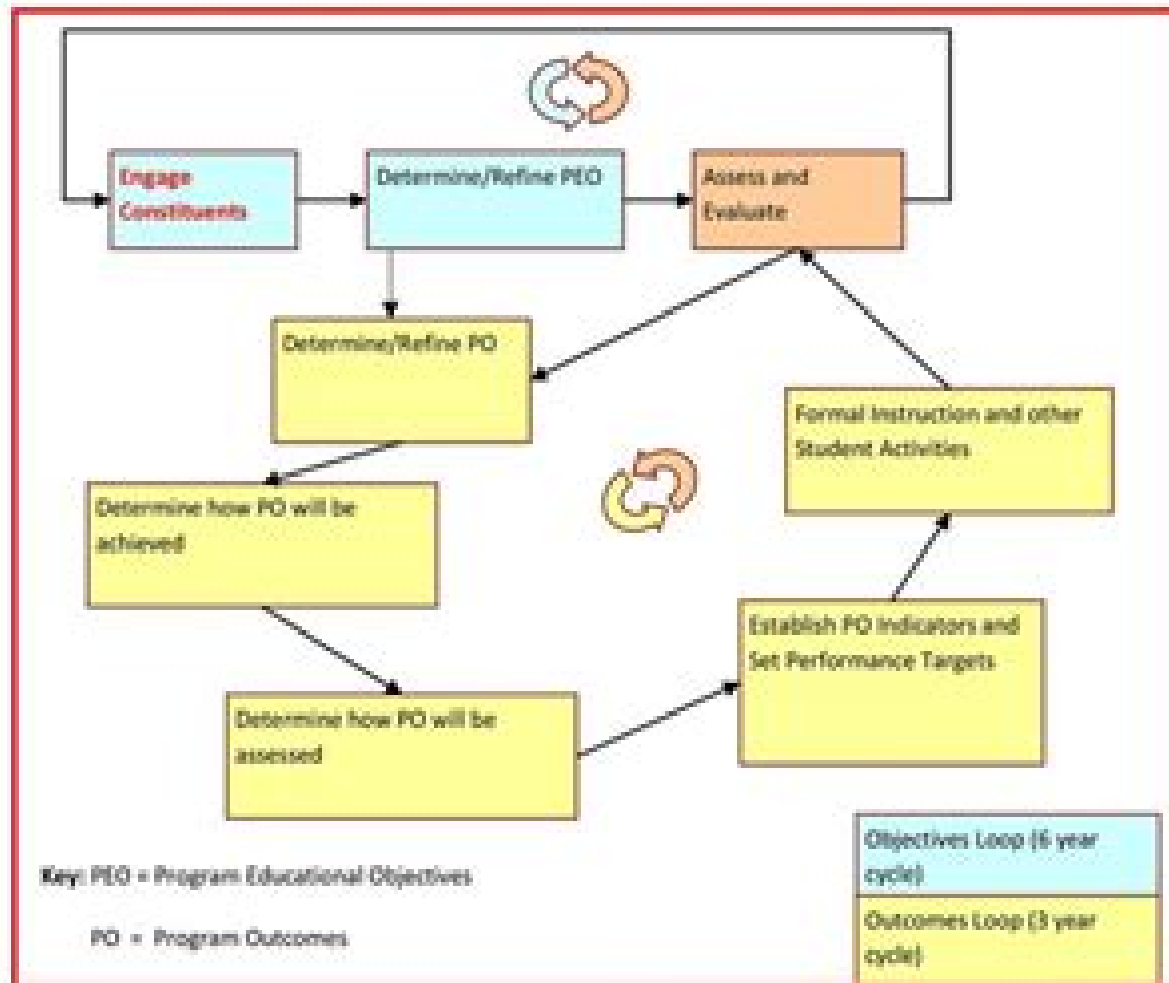 Engage
Constituents
Determine/Refine PEO
Assess and
Evaluate
Determine/Refine PO
Formal Instruction and other
Student Activities
Determine how PO will be
achieved
Establish PO Indicators and
Set Performance Targets
Determine how PO will be
assessed
Objectives Loop (6 year
cycle)
Outcomes Loop (3 year
cycle)
Key: PEO = Program Educational Objectives
PO = Program Outcomes